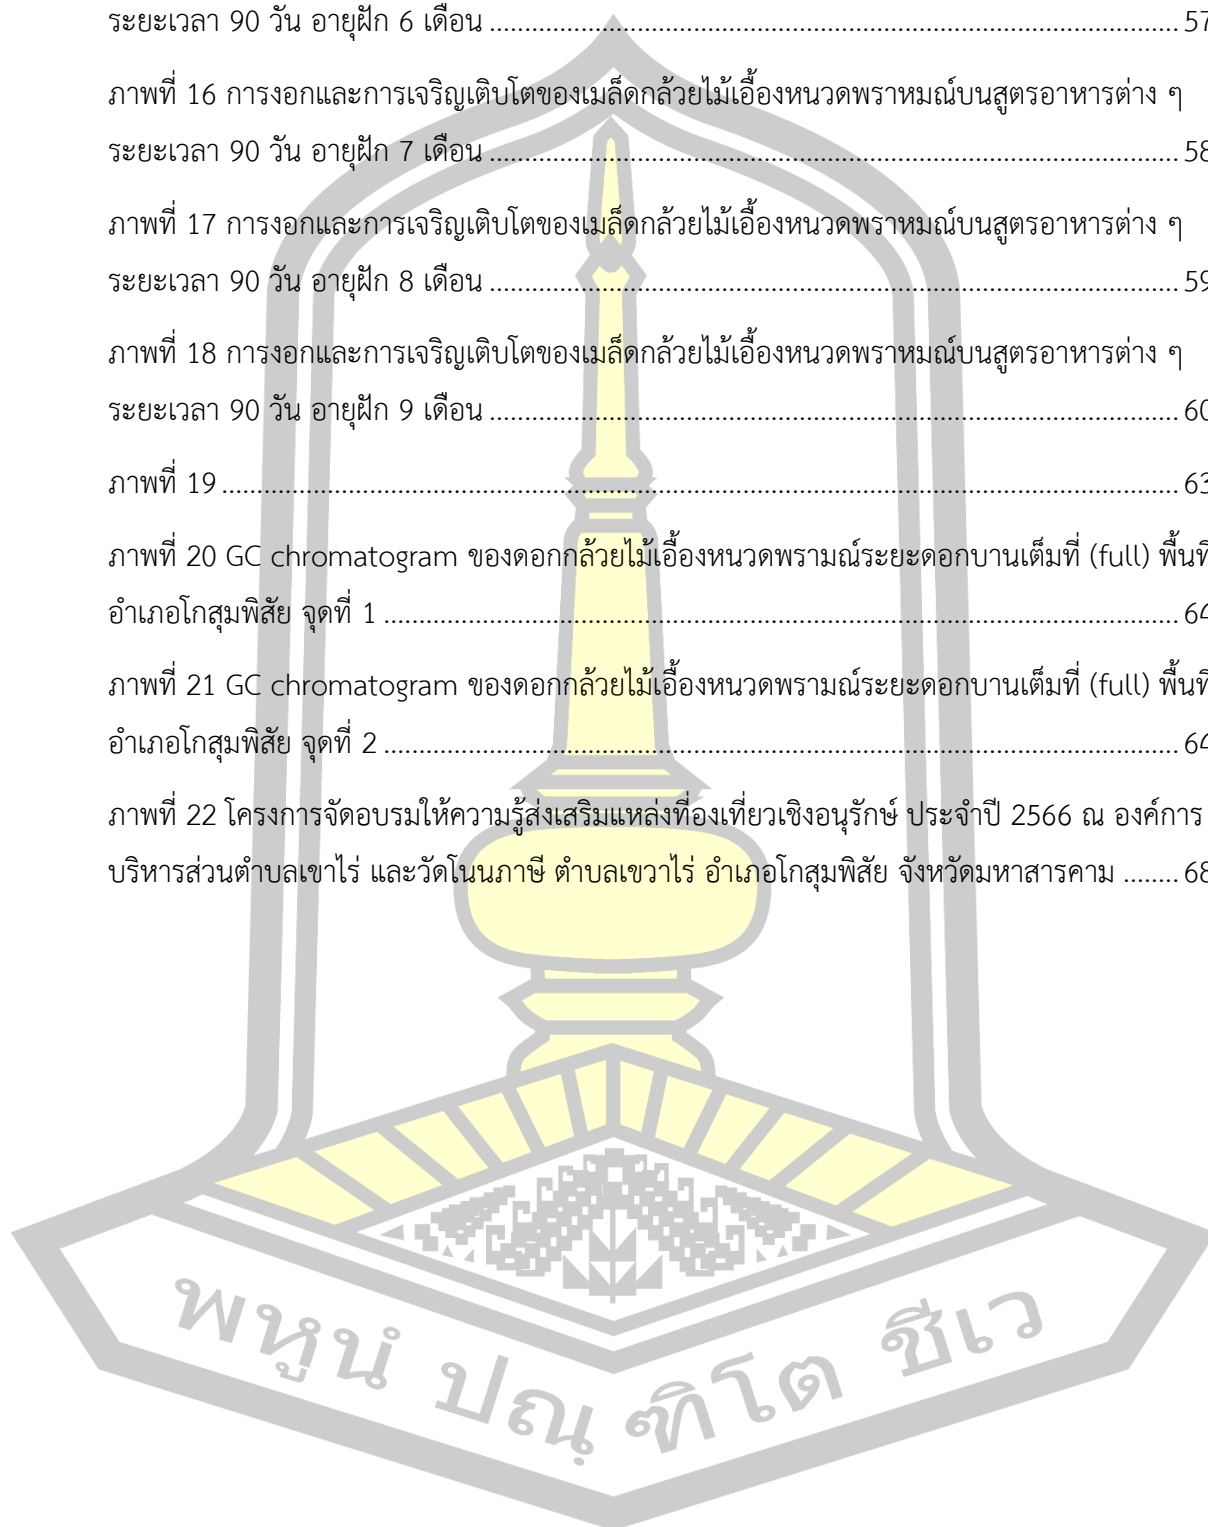 ระยะเวลา 90 วัน อายุฝัก 6 เดือน ........................................................................................ 57
ภาพที่ 16 การงอกและการเจริญเติบโตของเมล็ดกล้วยไม้เอื้องหนวดพราหมณ์บนสูตรอาหารต่าง ๆ
ระยะเวลา 90 วัน อายุฝัก 7 เดือน ........................................................................................ 58
ภาพที่ 17 การงอกและการเจริญเติบโตของเมล็ดกล้วยไม้เอื้องหนวดพราหมณ์บนสูตรอาหารต่าง ๆ
ระยะเวลา 90 วัน อายุฝัก 8 เดือน ........................................................................................ 59
ภาพที่ 18 การงอกและการเจริญเติบโตของเมล็ดกล้วยไม้เอื้องหนวดพราหมณ์บนสูตรอาหารต่าง ๆ
ระยะเวลา 90 วัน อายุฝัก 9 เดือน ........................................................................................ 60
ภาพที่ 19 ........................................................................................................................ 63
ภาพที่ 20 GC chromatogram ของดอกกล้วยไม้เอื้องหนวดพรามณ์ระยะดอกบานเต็มที่ (full) พื้นที่
อำเภอโกสุมพิสัย จุดที่ 1 ..................................................................................................... 64
ภาพที่ 21 GC chromatogram ของดอกกล้วยไม้เอื้องหนวดพรามณ์ระยะดอกบานเต็มที่ (full) พื้นที่
อำเภอโกสุมพิสัย จุดที่ 2 ..................................................................................................... 64
ภาพที่ 22 โครงการจัดอบรมให้ความรู้ส่งเสริมแหล่งที่องเที่ยวเชิงอนุรักษ์ ประจำปี 2566 ณ องค์การ
บริหารส่วนตำบลเขาไร่ และวัดโนนภาษี ตำบลเขวาไร่ อำเภอโกสุมพิสัย จังหวัดมหาสารคาม ........ 68
พหูนํ ปณฺฑิโต ชีเว